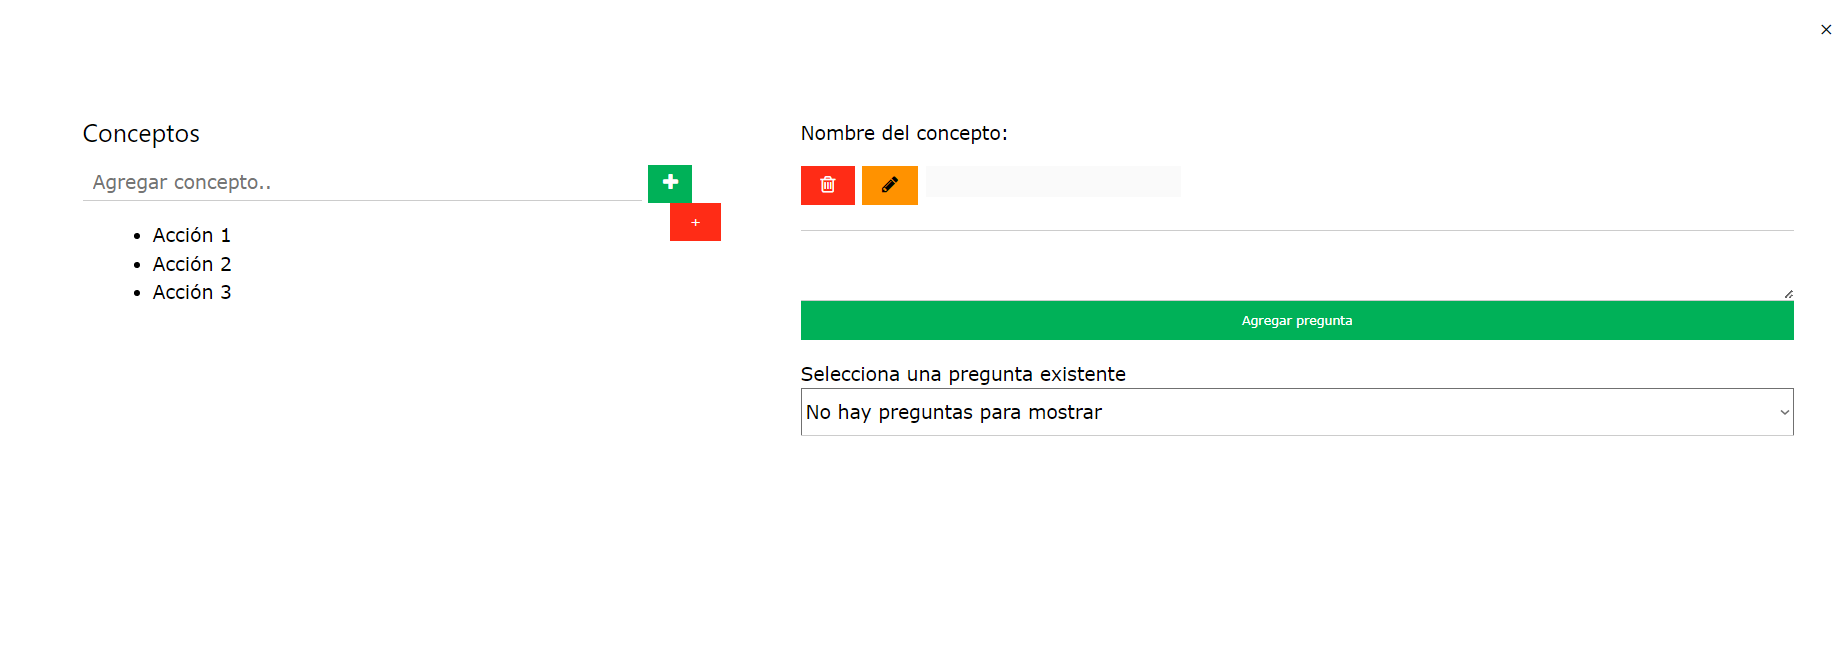 ×
Conceptos
Agregar concepto..
+
Acción 1
Acción 2
Acción 3
Nombre del concepto:
Agregar pregunta
Selecciona una pregunta existente
No hay preguntas para mostrar